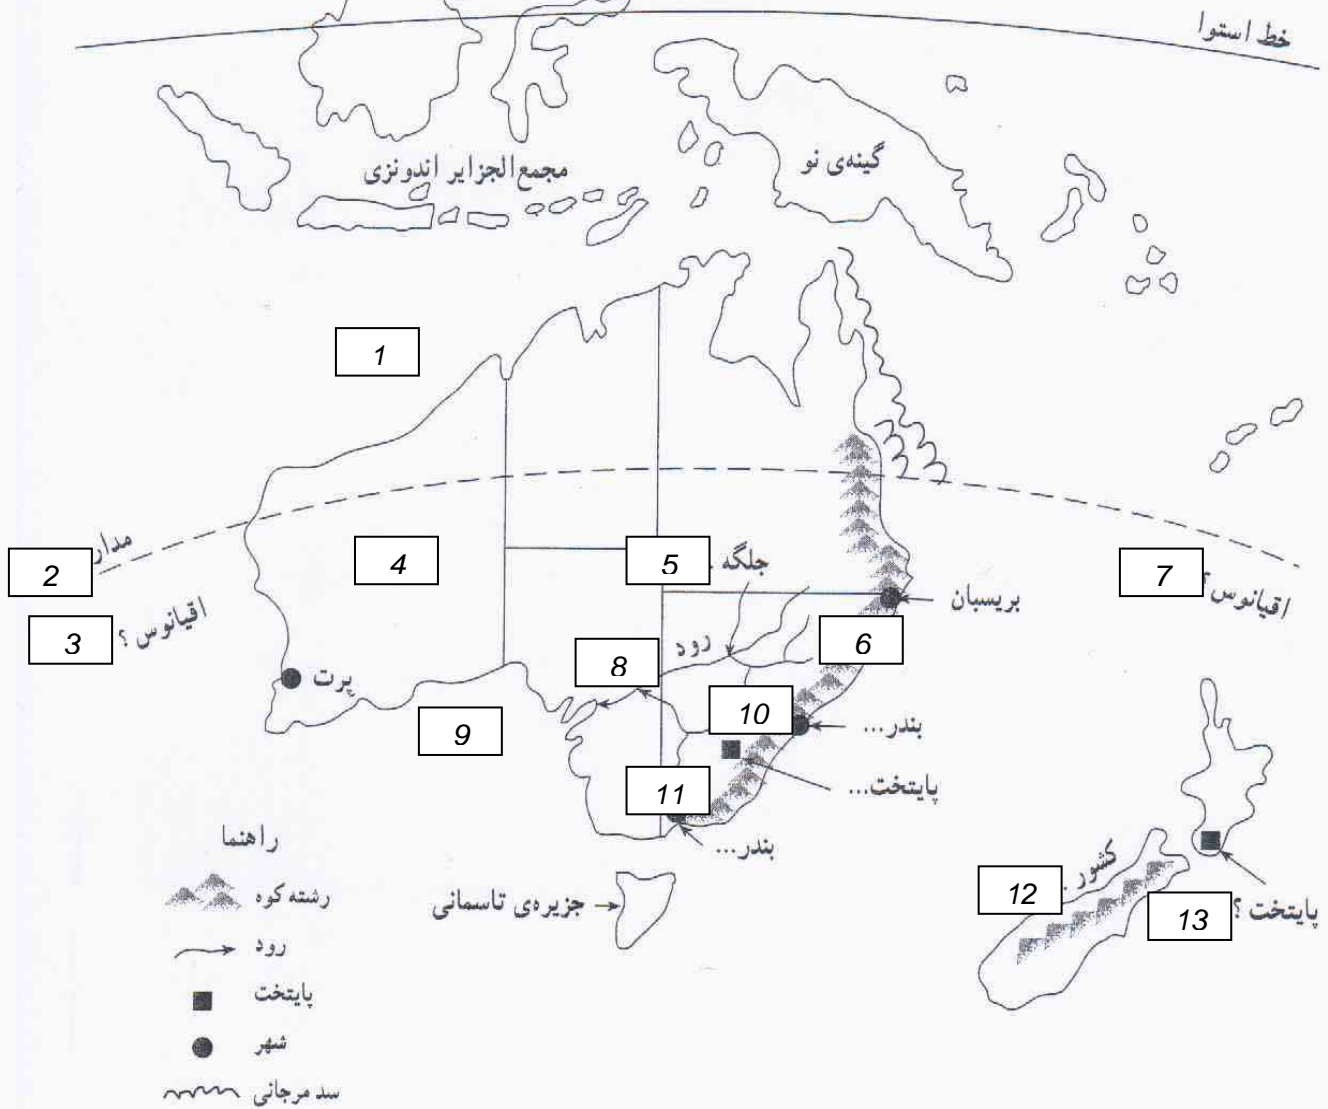 خط استوا
گینه‌ی نو
مجمع‌الجزایر اندونزی
1
مدار
2
4
5
جلگه .
7
اقیانوس ؟
3
اقیانوس ؟
بریسبان
6
رود
8
پرت
10
بندر...
9
پایتخت...
11
بندر...
کشور .
12
13
پایتخت ؟
جزیره‌ی تاسمانی
راهنما
رشته کوه
رود
پایتخت
شهر
سد مرجانی